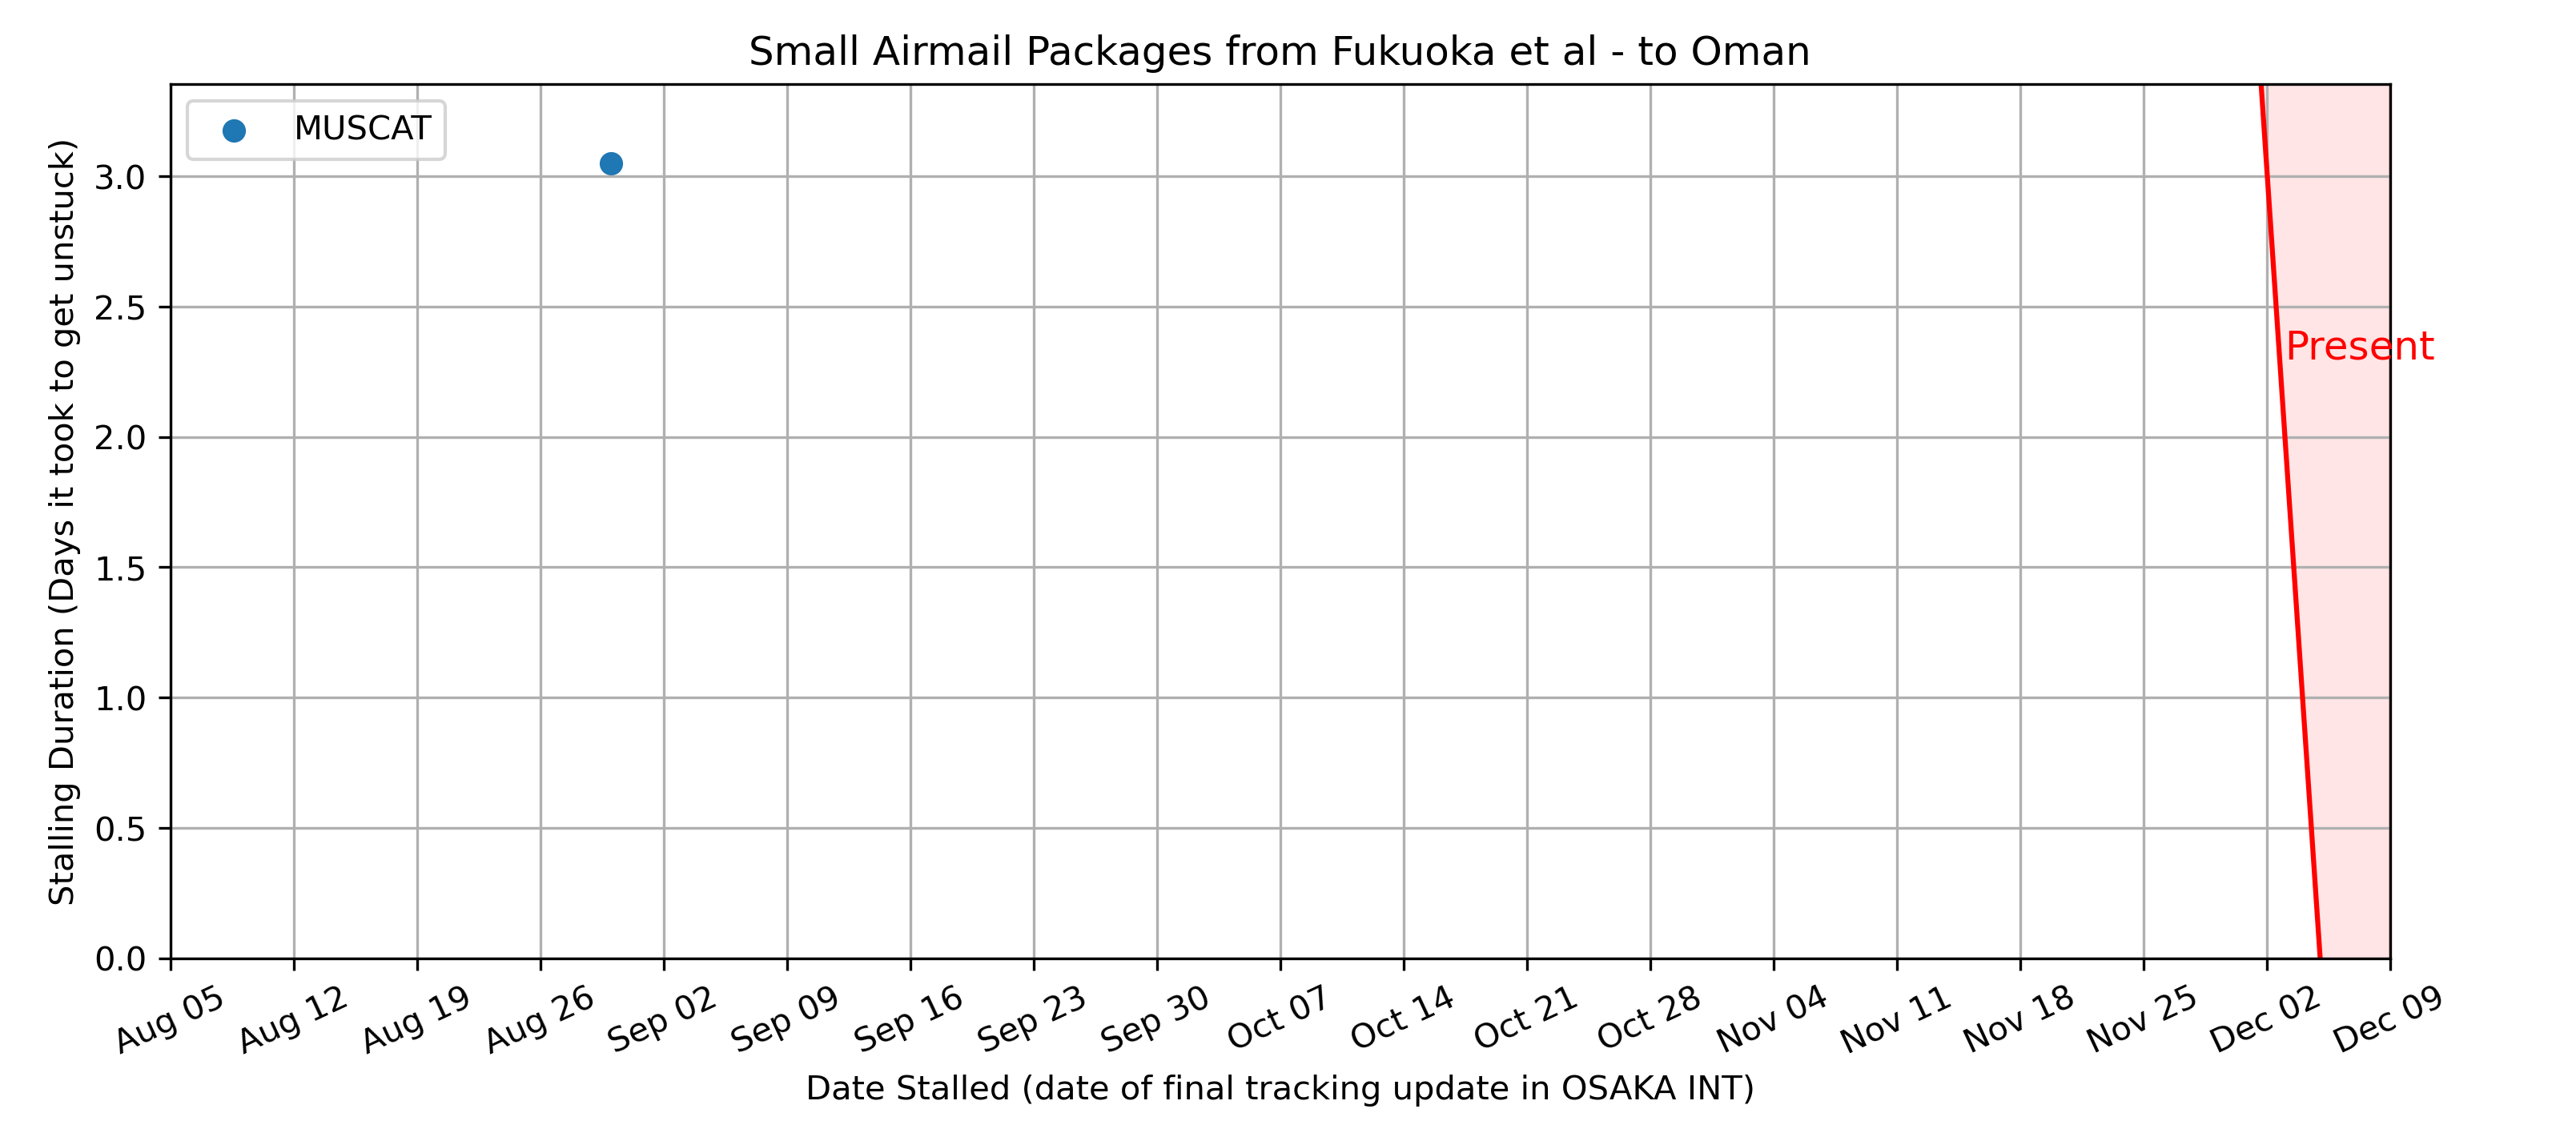 Small Airmail Packages from Fukuoka et al - to Oman
MUSCAT
Stalling Duration (Days it took to get unstuck)
3.0
2.5
2.0
1.5
1.0
0.5
0.0
Present
Aug 05 Aug 12 Aug 19 Aug 26 Sep 02 Sep 09 Sep 16 Sep 23 Sep 30 Oct 07 Oct 14 Oct 21 Oct 28 Nov 04 Nov 11 Nov 18 Nov 25 Dec 02 Dec 09
Date Stalled (date of final tracking update in OSAKA INT)